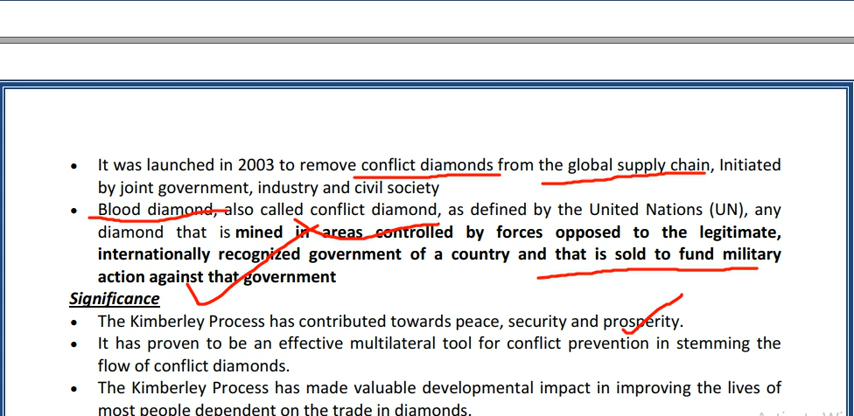 • It was launched in 2003 to remove conflict diamonds from the global supply chain, Initiated
by joint government, industry and civil society
• Blood diamond, also called conflict diamond, as defined by the United Nations (UN), any
diamond that is mined in areas controlled by forces opposed to the legitimate,
internationally recognized government of a country and that is sold to fund military
action against that government
Significance
• The Kimberley Process has contributed towards peace, security and prosperity.
• It has proven to be an effective multilateral tool for conflict prevention in stemming the
flow of conflict diamonds.
• The Kimberley Process has made valuable developmental impact in improving the lives of
most people dependent on the trade in diamonds.